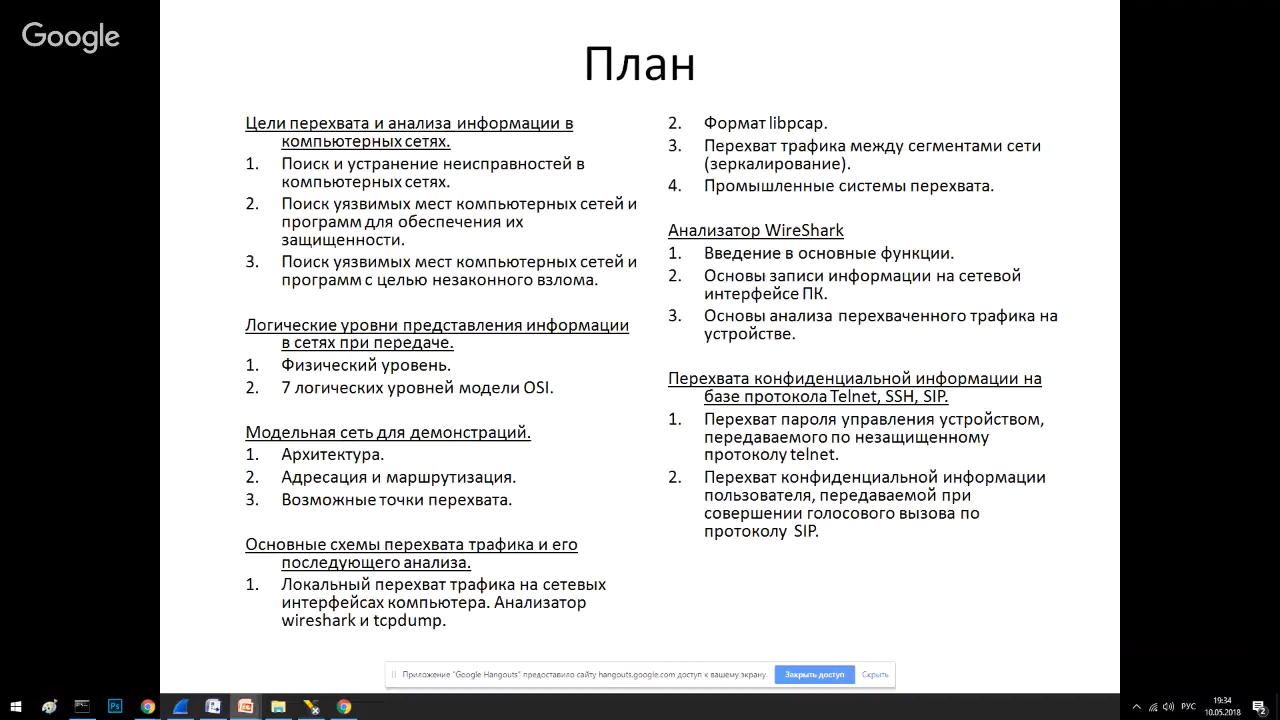 Google
План
Цели перехвата и анализа информации в
компьютерных сетях.
1. Поиск и устранение неисправностей в
компьютерных сетях.
2. Поиск уязвимых мест компьютерных сетей и
программ для обеспечения их
защищенности.
3. Поиск уязвимых мест компьютерных сетей и
программ с целью незаконного взлома.
Логические уровни представления информации
в сетях при передаче.
1. Физический уровень.
2. 7 логических уровней модели OSI.
Модельная сеть для демонстраций.
1. Архитектура.
2. Адресация и маршрутизация.
3. Возможные точки перехвата.
Основные схемы перехвата трафика и его
последующего анализа.
1. Локальный перехват трафика на сетевых
интерфейсах компьютера. Анализатор
wireshark и tcpdump.
2. Формат libpcap.
3. Перехват трафика между сегментами сети
(зеркалирование).
4. Промышленные системы перехвата.
Анализатор WireShark
1. Введение в основные функции.
2. Основы записи информации на сетевой
интерфейсе ПК.
3. Основы анализа перехваченного трафика на
устройстве.
Перехвата конфиденциальной информации на
базе протокола Telnet, SSH, SIP.
1. Перехват пароля управления устройством,
передаваемого по незащищенному
протоколу telnet.
2. Перехват конфиденциальной информации
пользователя, передаваемой при
совершении голосового вызова по
протоколу SIP.
Приложение "Google Hangouts" предоставило сайту hangouts.google.com доступ к вашему экрану.
Закрыть доступ
Скрыть
Ps
РУС
19:34
10.05.2018
2